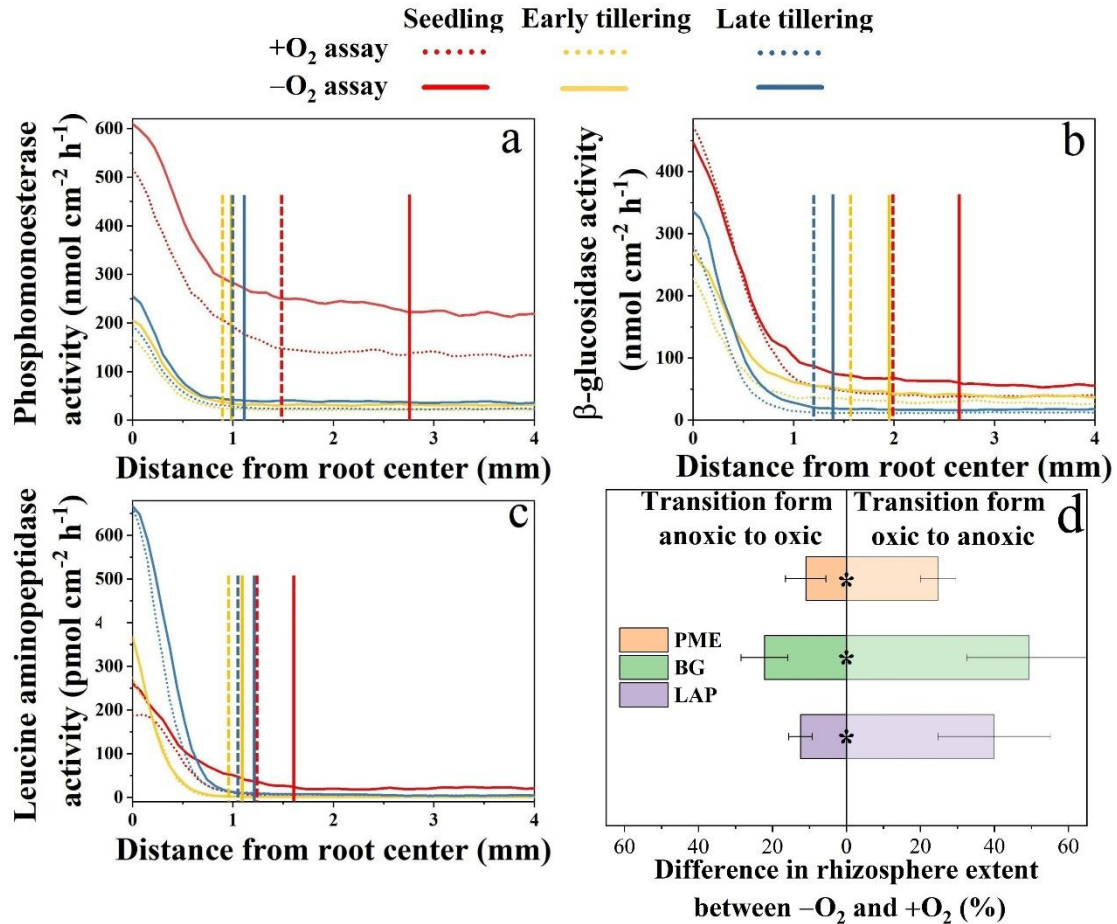 Seedling Early tillering Late tillering
+O₂ assay
−O₂ assay
a
Phosphomonoesterase
activity (nmol cm⁻² h⁻¹)
600
500
400
300
200
100
0
0 1 2 3 4
Distance from root center (mm)
b
β-glucosidase activity
(nmol cm⁻² h⁻¹)
400
300
200
100
0
0 1 2 3 4
Distance from root center (mm)
c
Leucine aminopeptidase
activity (pmol cm⁻² h⁻¹)
600
500
4
300
200
100
0
0 1 2 3 4
Distance from root center (mm)
d
Transition form
anoxic to oxic
Transition form
oxic to anoxic
PME
BG
LAP
* 
*
*
60 40 20 0 20 40 60
Difference in rhizosphere extent
between −O₂ and +O₂ (%)